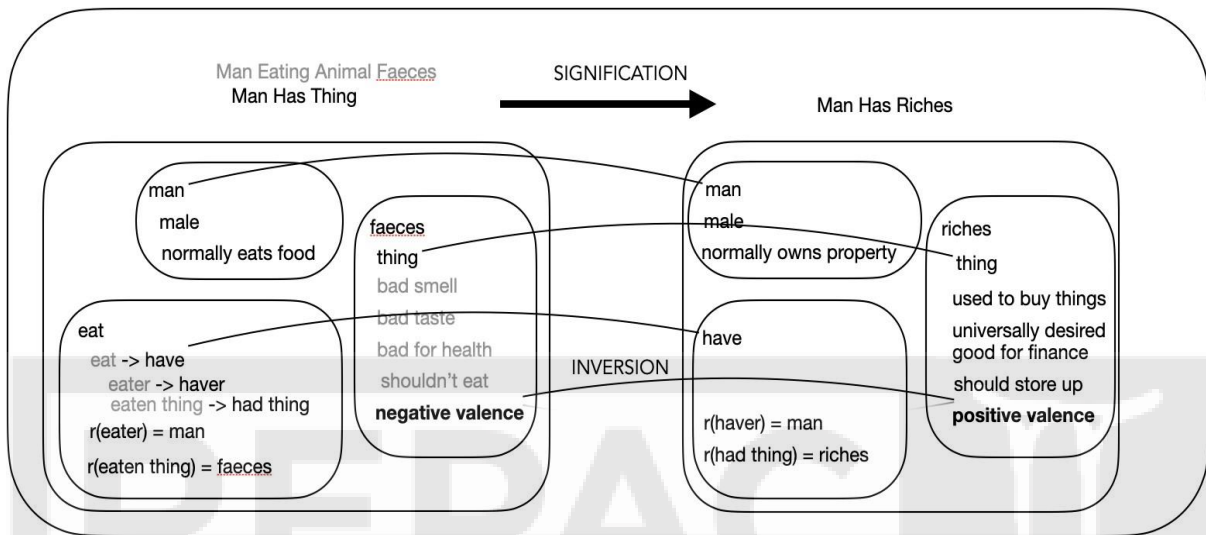 Man Eating Animal Faeces
Man Has Thing
SIGNIFICATION
Man Has Riches
man
male
normally eats food
faeces
thing
bad smell
bad taste
bad for health
shouldn't eat
negative valence
eat
eat -> have
eater -> haver
eaten thing -> had thing
r(eater) = man
r(eaten thing) = faeces
INVERSION
man
male
normally owns property
riches
thing
used to buy things
universally desired
good for finance
should store up
positive valence
have
r(haver) = man
r(had thing) = riches